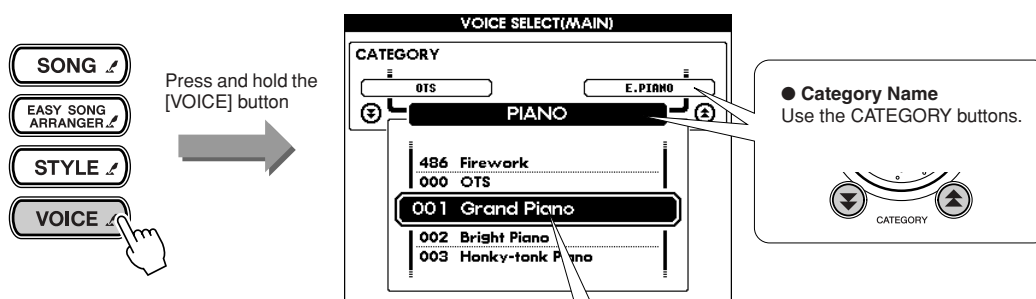 SONG
EASY SONG
ARRANGER
STYLE
VOICE
Press and hold the
[VOICE] button
VOICE SELECT(MAIN)
CATEGORY
OTS
E.PIANO
PIANO
486 Firework
000 OTS
001 Grand Piano
002 Bright Piano
003 Honky-tonk Piano
● Category Name
Use the CATEGORY buttons.
CATEGORY